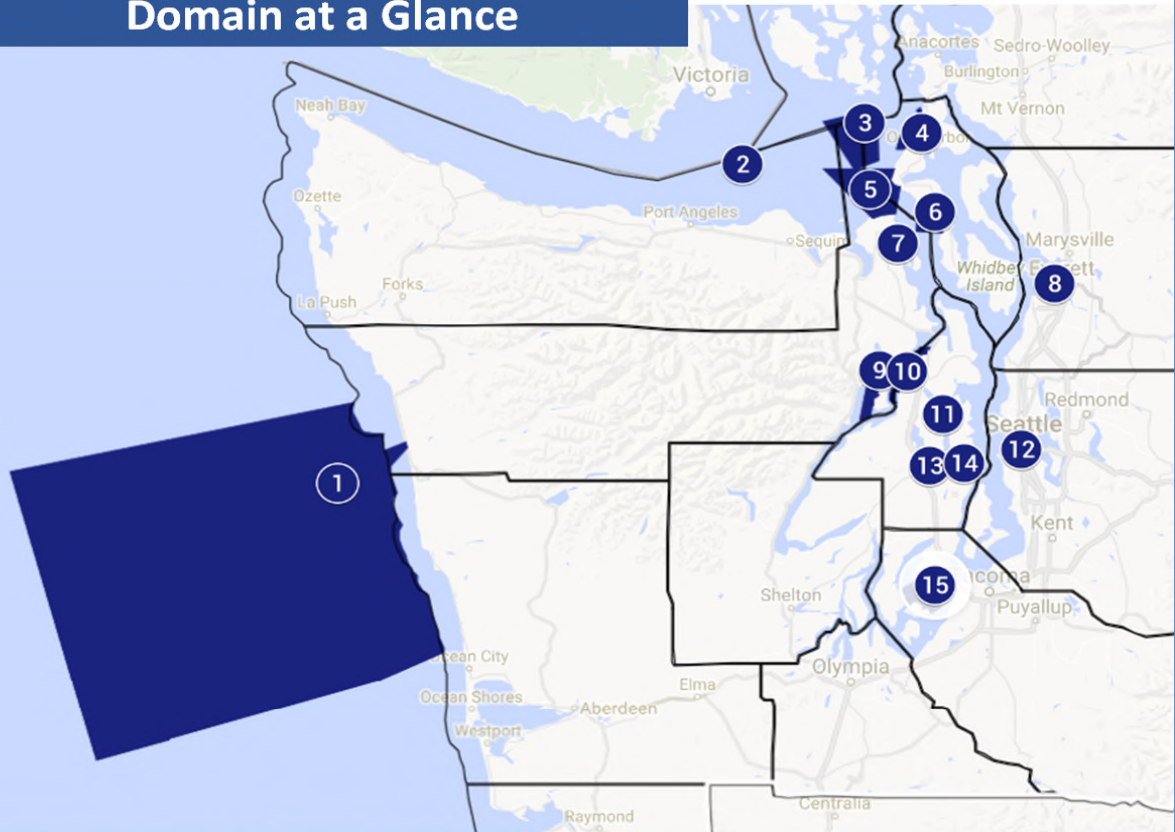 Domain at a Glance
Anacortes
Sedro-Woolley
Victoria
Burlington
Neah Bay
Mt Vernon
3
4
2
Ozette
5
Port Angeles
6
Sequim
7
Marysville
Whidbey
Island
Forks
8
La Push
9
10
Redmond
11
Seattle
12
13
14
1
Kent
15
Shelton
Puyallup
Ocean City
Olympia
Elma
Ocean Shores
Aberdeen
Westport
Centralia
Raymond